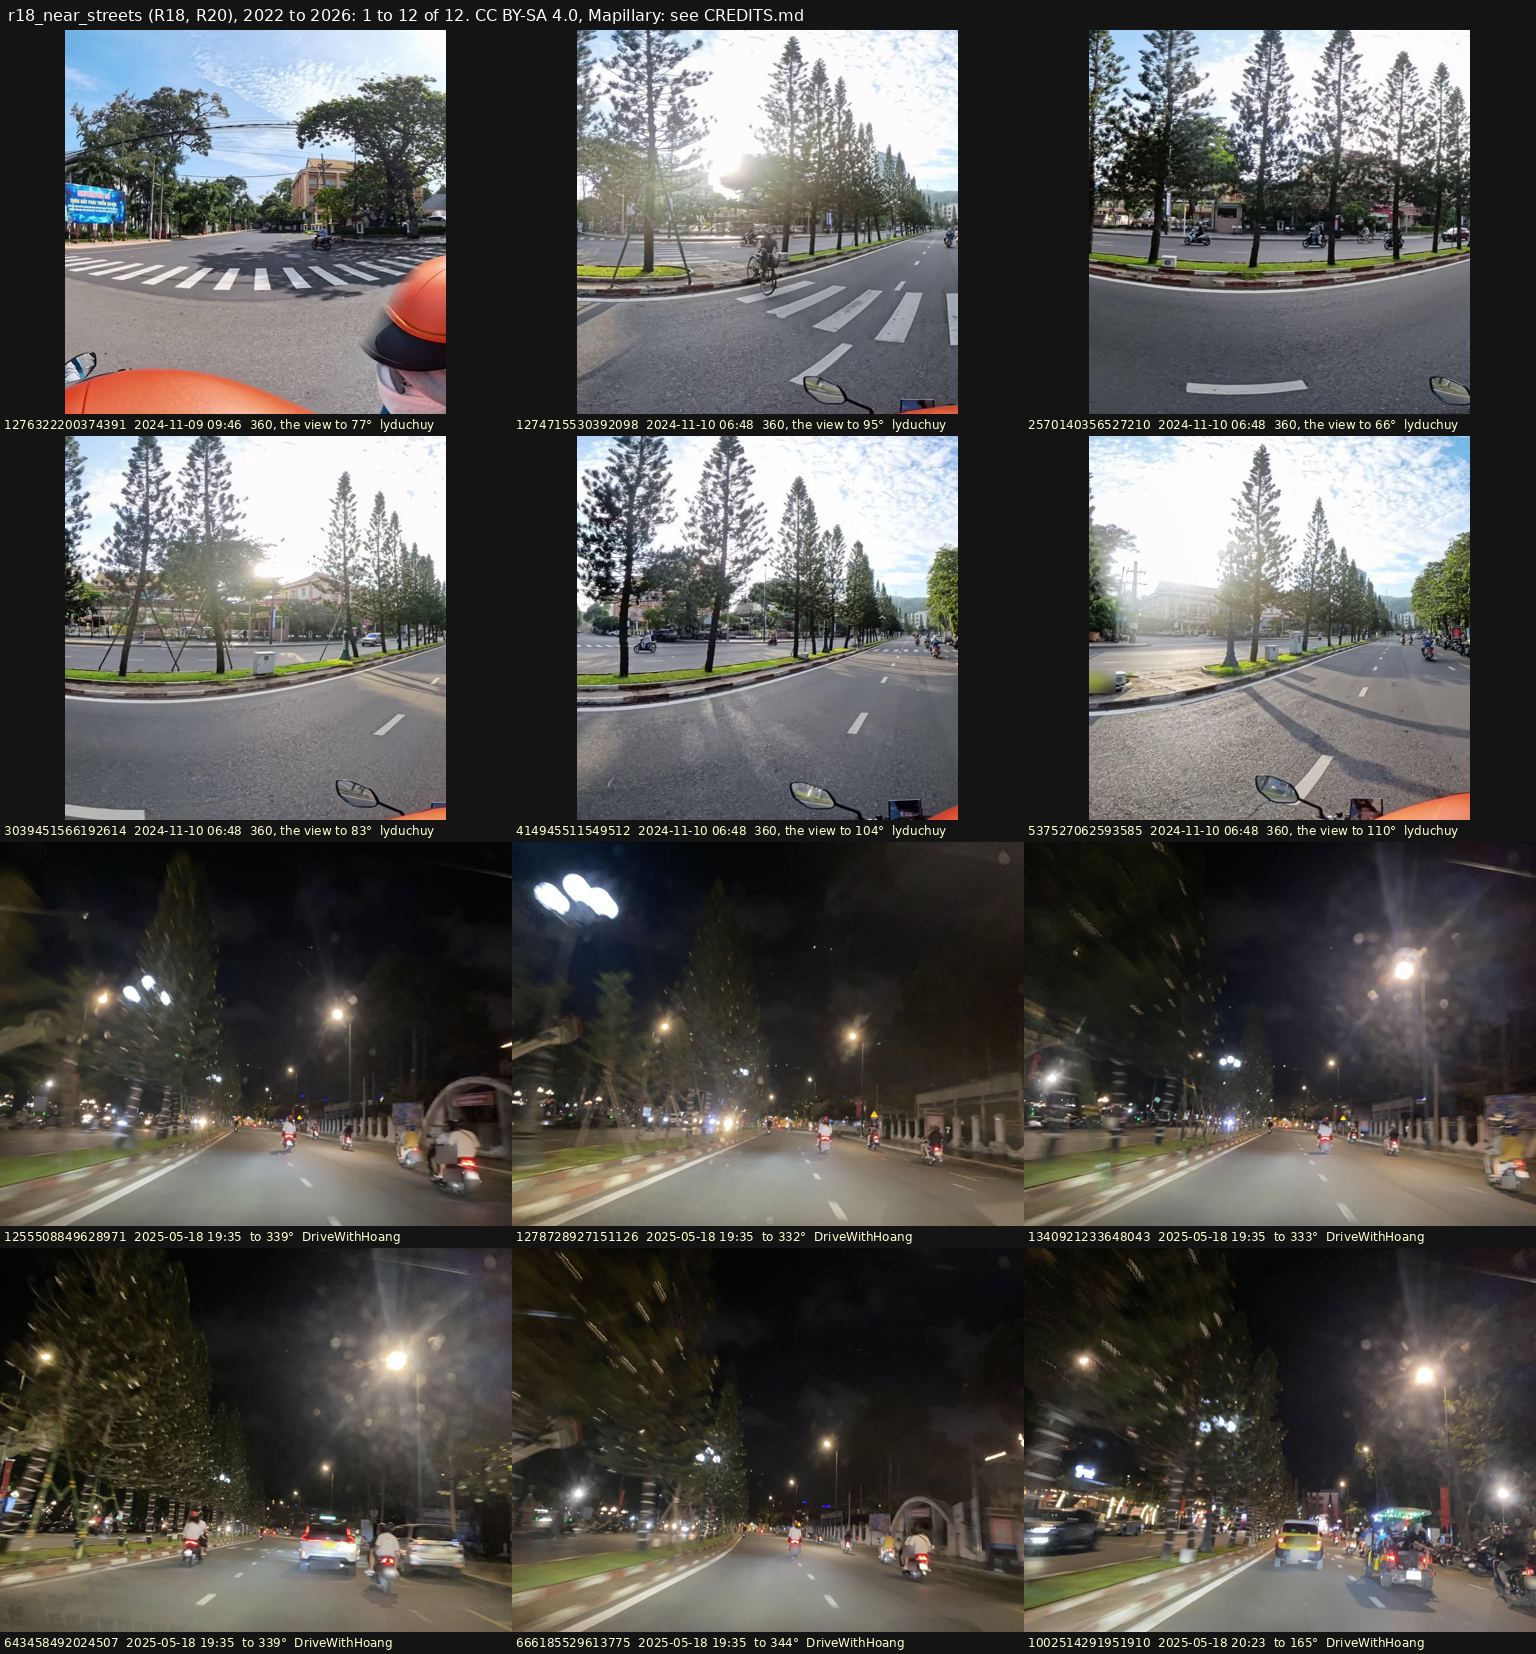 r18_near_streets (R18, R20), 2022 to 2026: 1 to 12 of 12. CC BY-SA 4.0, Mapillary: see CREDITS.md
1276322200374391 2024-11-09 09:46 360, the view to 77° lyduchuy
1274715530392098 2024-11-10 06:48 360, the view to 95° lyduchuy
2570140356527210 2024-11-10 06:48 360, the view to 66° lyduchuy
3039451566192614 2024-11-10 06:48 360, the view to 83° lyduchuy
414945511549512 2024-11-10 06:48 360, the view to 104° lyduchuy
537527062593585 2024-11-10 06:48 360, the view to 110° lyduchuy
1255508849628971 2025-05-18 19:35 to 339° DriveWithHoang
1278728927151126 2025-05-18 19:35 to 332° DriveWithHoang
1340921233648043 2025-05-18 19:35 to 333° DriveWithHoang
643458492024507 2025-05-18 19:35 to 339° DriveWithHoang
666185529613775 2025-05-18 19:35 to 344° DriveWithHoang
1002514291951910 2025-05-18 20:23 to 165° DriveWithHoang